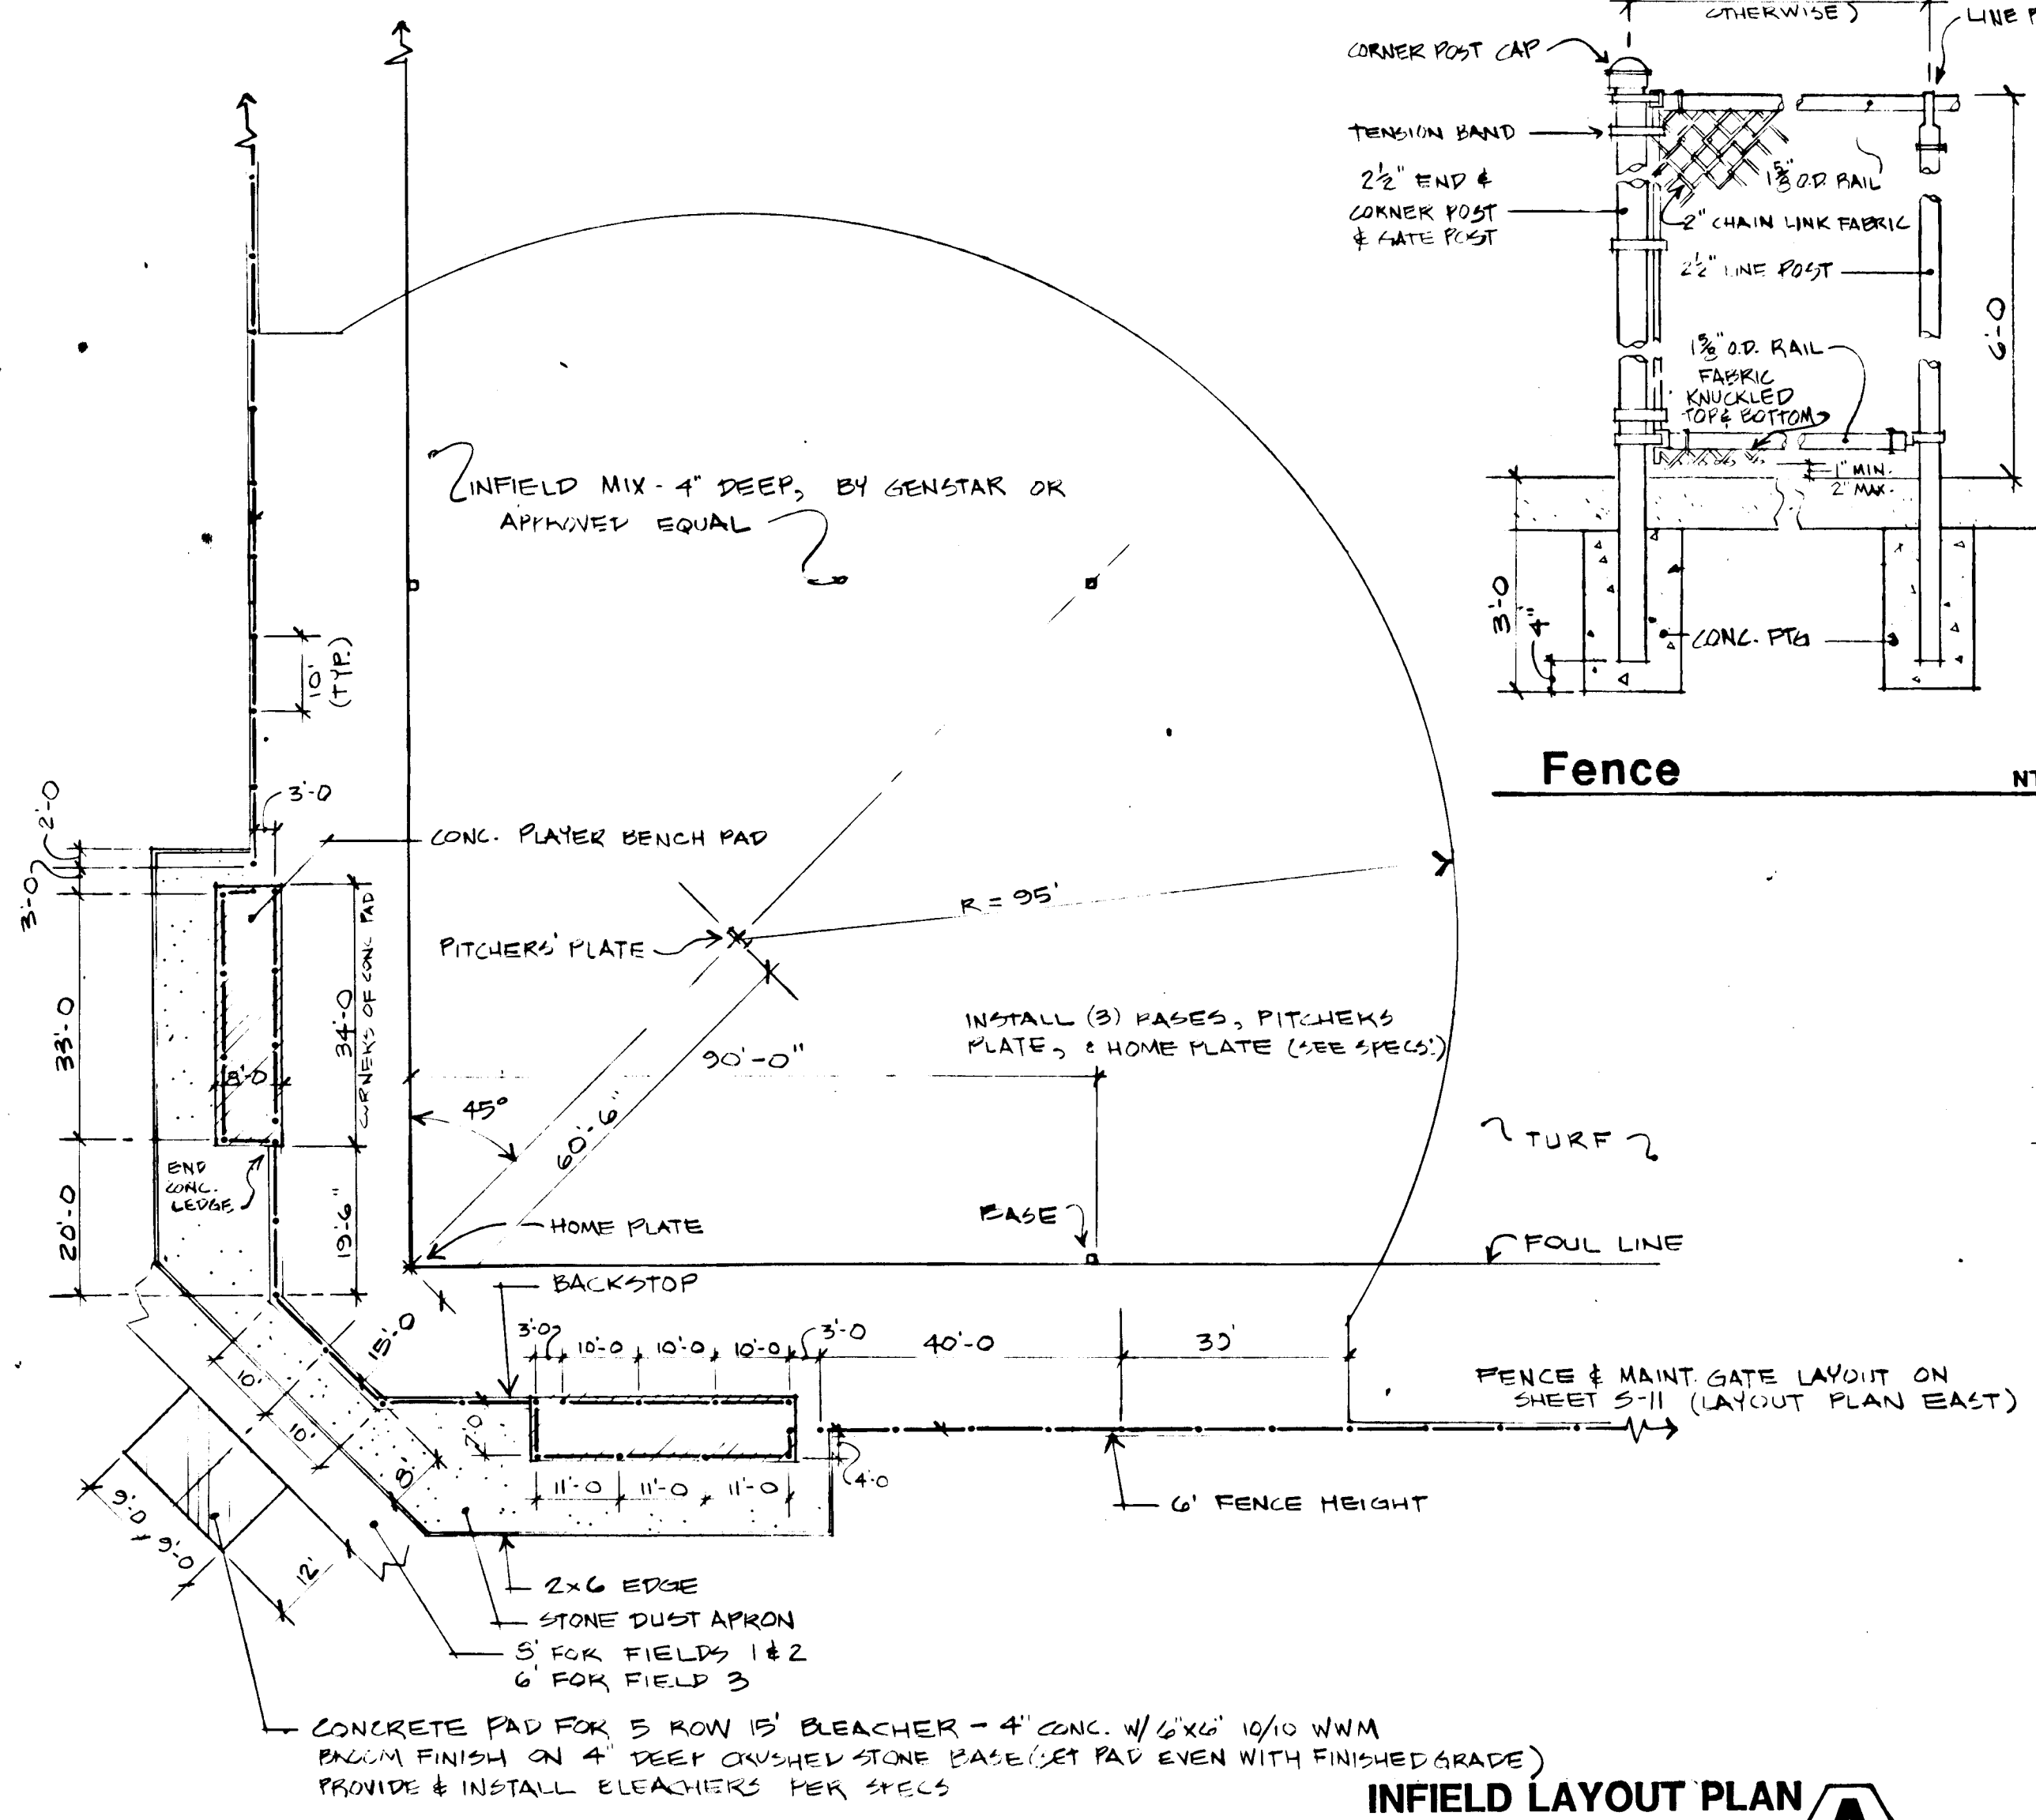 OTHERWISE)
LINE P
CORNER POST CAP
TENSION BAND
2½" END &
CORNER POST
& GATE POST
1⅝" O.D. RAIL
2" CHAIN LINK FABRIC
2½" LINE POST
6'-0
1⅝" O.D. RAIL
FABRIC
KNUCKLED
TOP & BOTTOM
1" MIN.
2" MAX.
3'-0
4"
CONC. FTG
Fence
NT
INFIELD MIX - 4" DEEP, BY GENSTAR OR
APPROVED EQUAL
10'
(TYP.)
3'-0
2'-0
3'-0
CONC. PLAYER BENCH PAD
R = 95'
PITCHERS' PLATE
33'-0
34'-0
CORNERS OF CONC PAD
8'-0
INSTALL (3) BASES, PITCHERS
PLATE, & HOME PLATE (SEE SPECS.)
90'-0"
45°
60'-6"
TURF
END
CONC.
LEDGE
20'-0
19'-6"
HOME PLATE
BASE
FOUL LINE
BACKSTOP
15'-0
3'-0
10'-0
10'-0
10'-0
3'-0
40'-0
30'
FENCE & MAINT. GATE LAYOUT ON
SHEET S-11 (LAYOUT PLAN EAST)
10'
10'
8'
7'-0
11'-0
11'-0
11'-0
4'-0
6' FENCE HEIGHT
9'-0
9'-0
12'
2x6 EDGE
STONE DUST APRON
8' FOR FIELDS 1 & 2
6' FOR FIELD 3
CONCRETE PAD FOR 5 ROW 15' BLEACHER - 4" CONC. W/ 6"x6" 10/10 WWM
BROOM FINISH ON 4" DEEP CRUSHED STONE BASE (SET PAD EVEN WITH FINISHED GRADE)
PROVIDE & INSTALL BLEACHERS PER SPECS
INFIELD LAYOUT PLAN
A